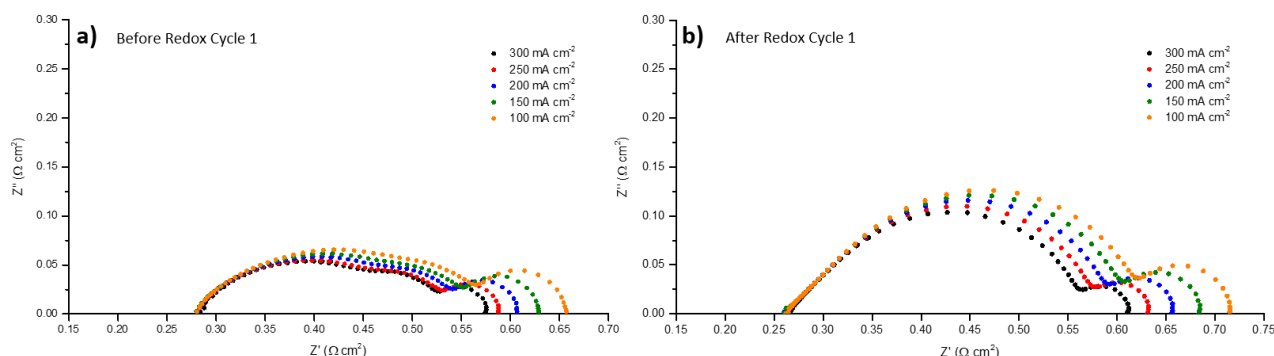 a) Before Redox Cycle 1
300 mA cm⁻²
250 mA cm⁻²
200 mA cm⁻²
150 mA cm⁻²
100 mA cm⁻²
0.30
0.25
0.20
0.15
0.10
0.05
0.00
Z'' (Ω cm²)
0.15 0.20 0.25 0.30 0.35 0.40 0.45 0.50 0.55 0.60 0.65 0.70
Z' (Ω cm²)
b) After Redox Cycle 1
300 mA cm⁻²
250 mA cm⁻²
200 mA cm⁻²
150 mA cm⁻²
100 mA cm⁻²
0.30
0.25
0.20
0.15
0.10
0.05
0.00
Z'' (Ω cm²)
0.15 0.20 0.25 0.30 0.35 0.40 0.45 0.50 0.55 0.60 0.65 0.70 0.75
Z' (Ω cm²)